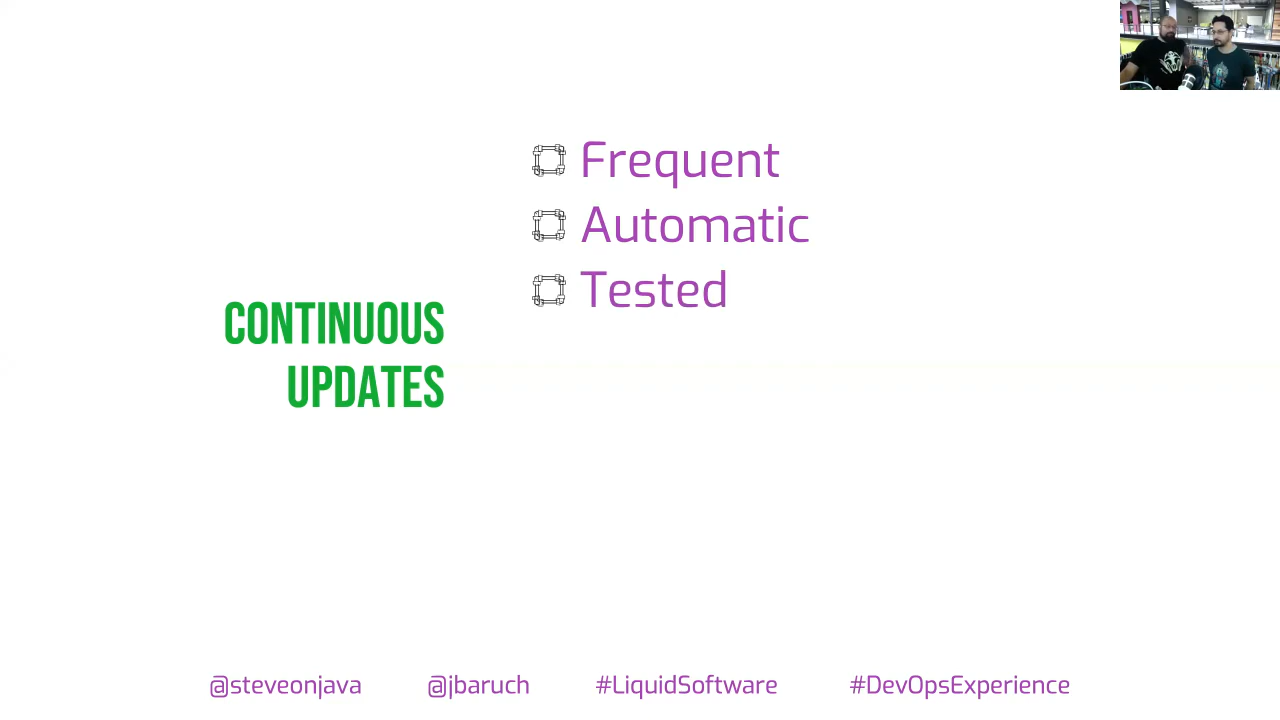 Frequent
Automatic
Tested
CONTINUOUS
UPDATES
@steveonjava @jbaruch #LiquidSoftware #DevOpsExperience